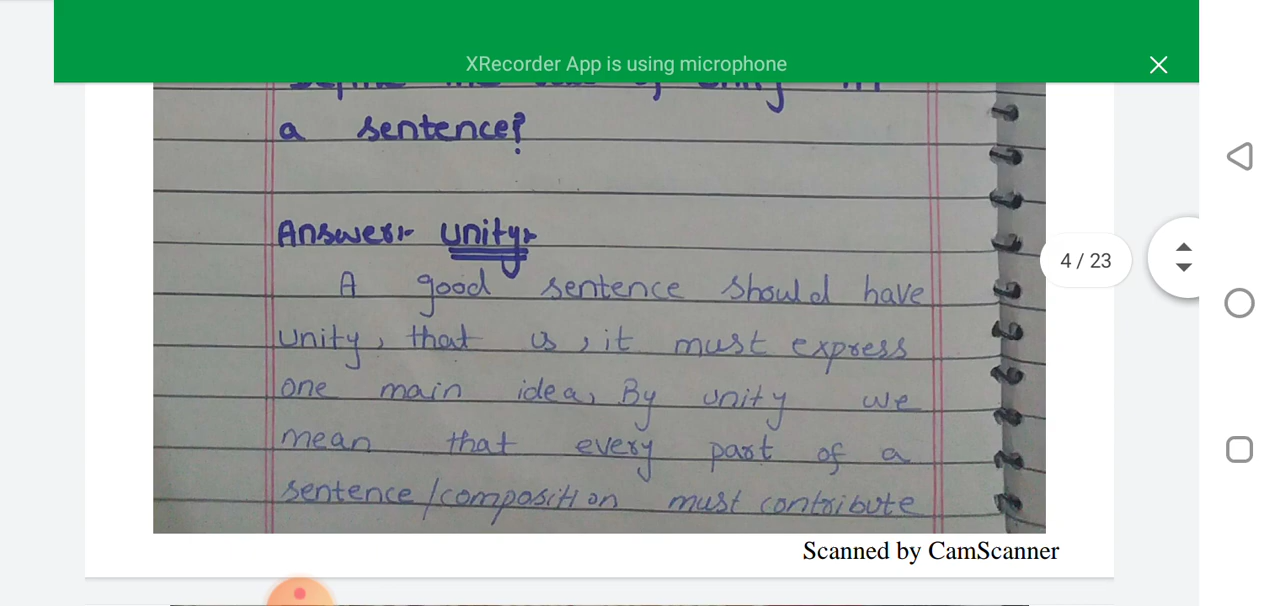 XRecorder App is using microphone
a sentence?
Answer:- unity:-
A good sentence should have
unity, that is, it must express
one main idea, By unity we
mean that every part of a
sentence/composition must contribute
4 / 23
Scanned by CamScanner